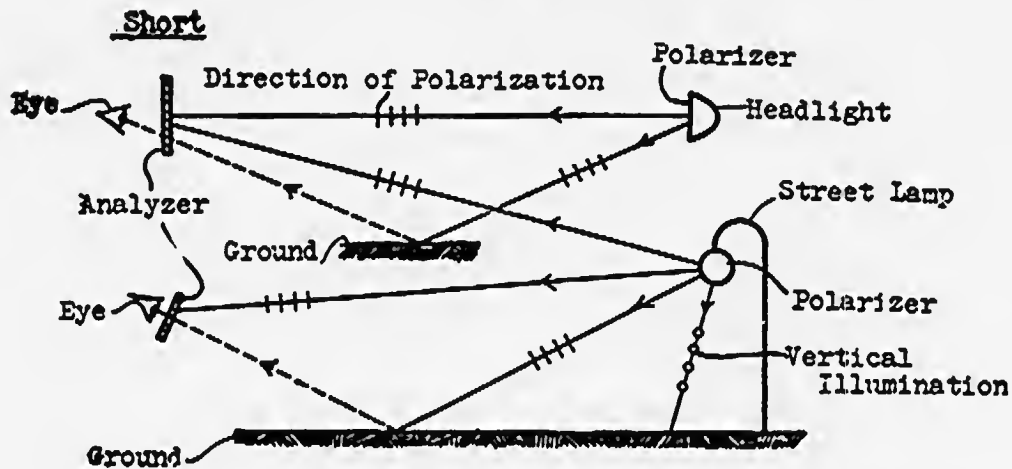 Short
Polarizer
Direction of Polarization
Eye
Headlight
Analyzer
Street Lamp
Ground
Eye
Polarizer
Vertical
Illumination
Ground